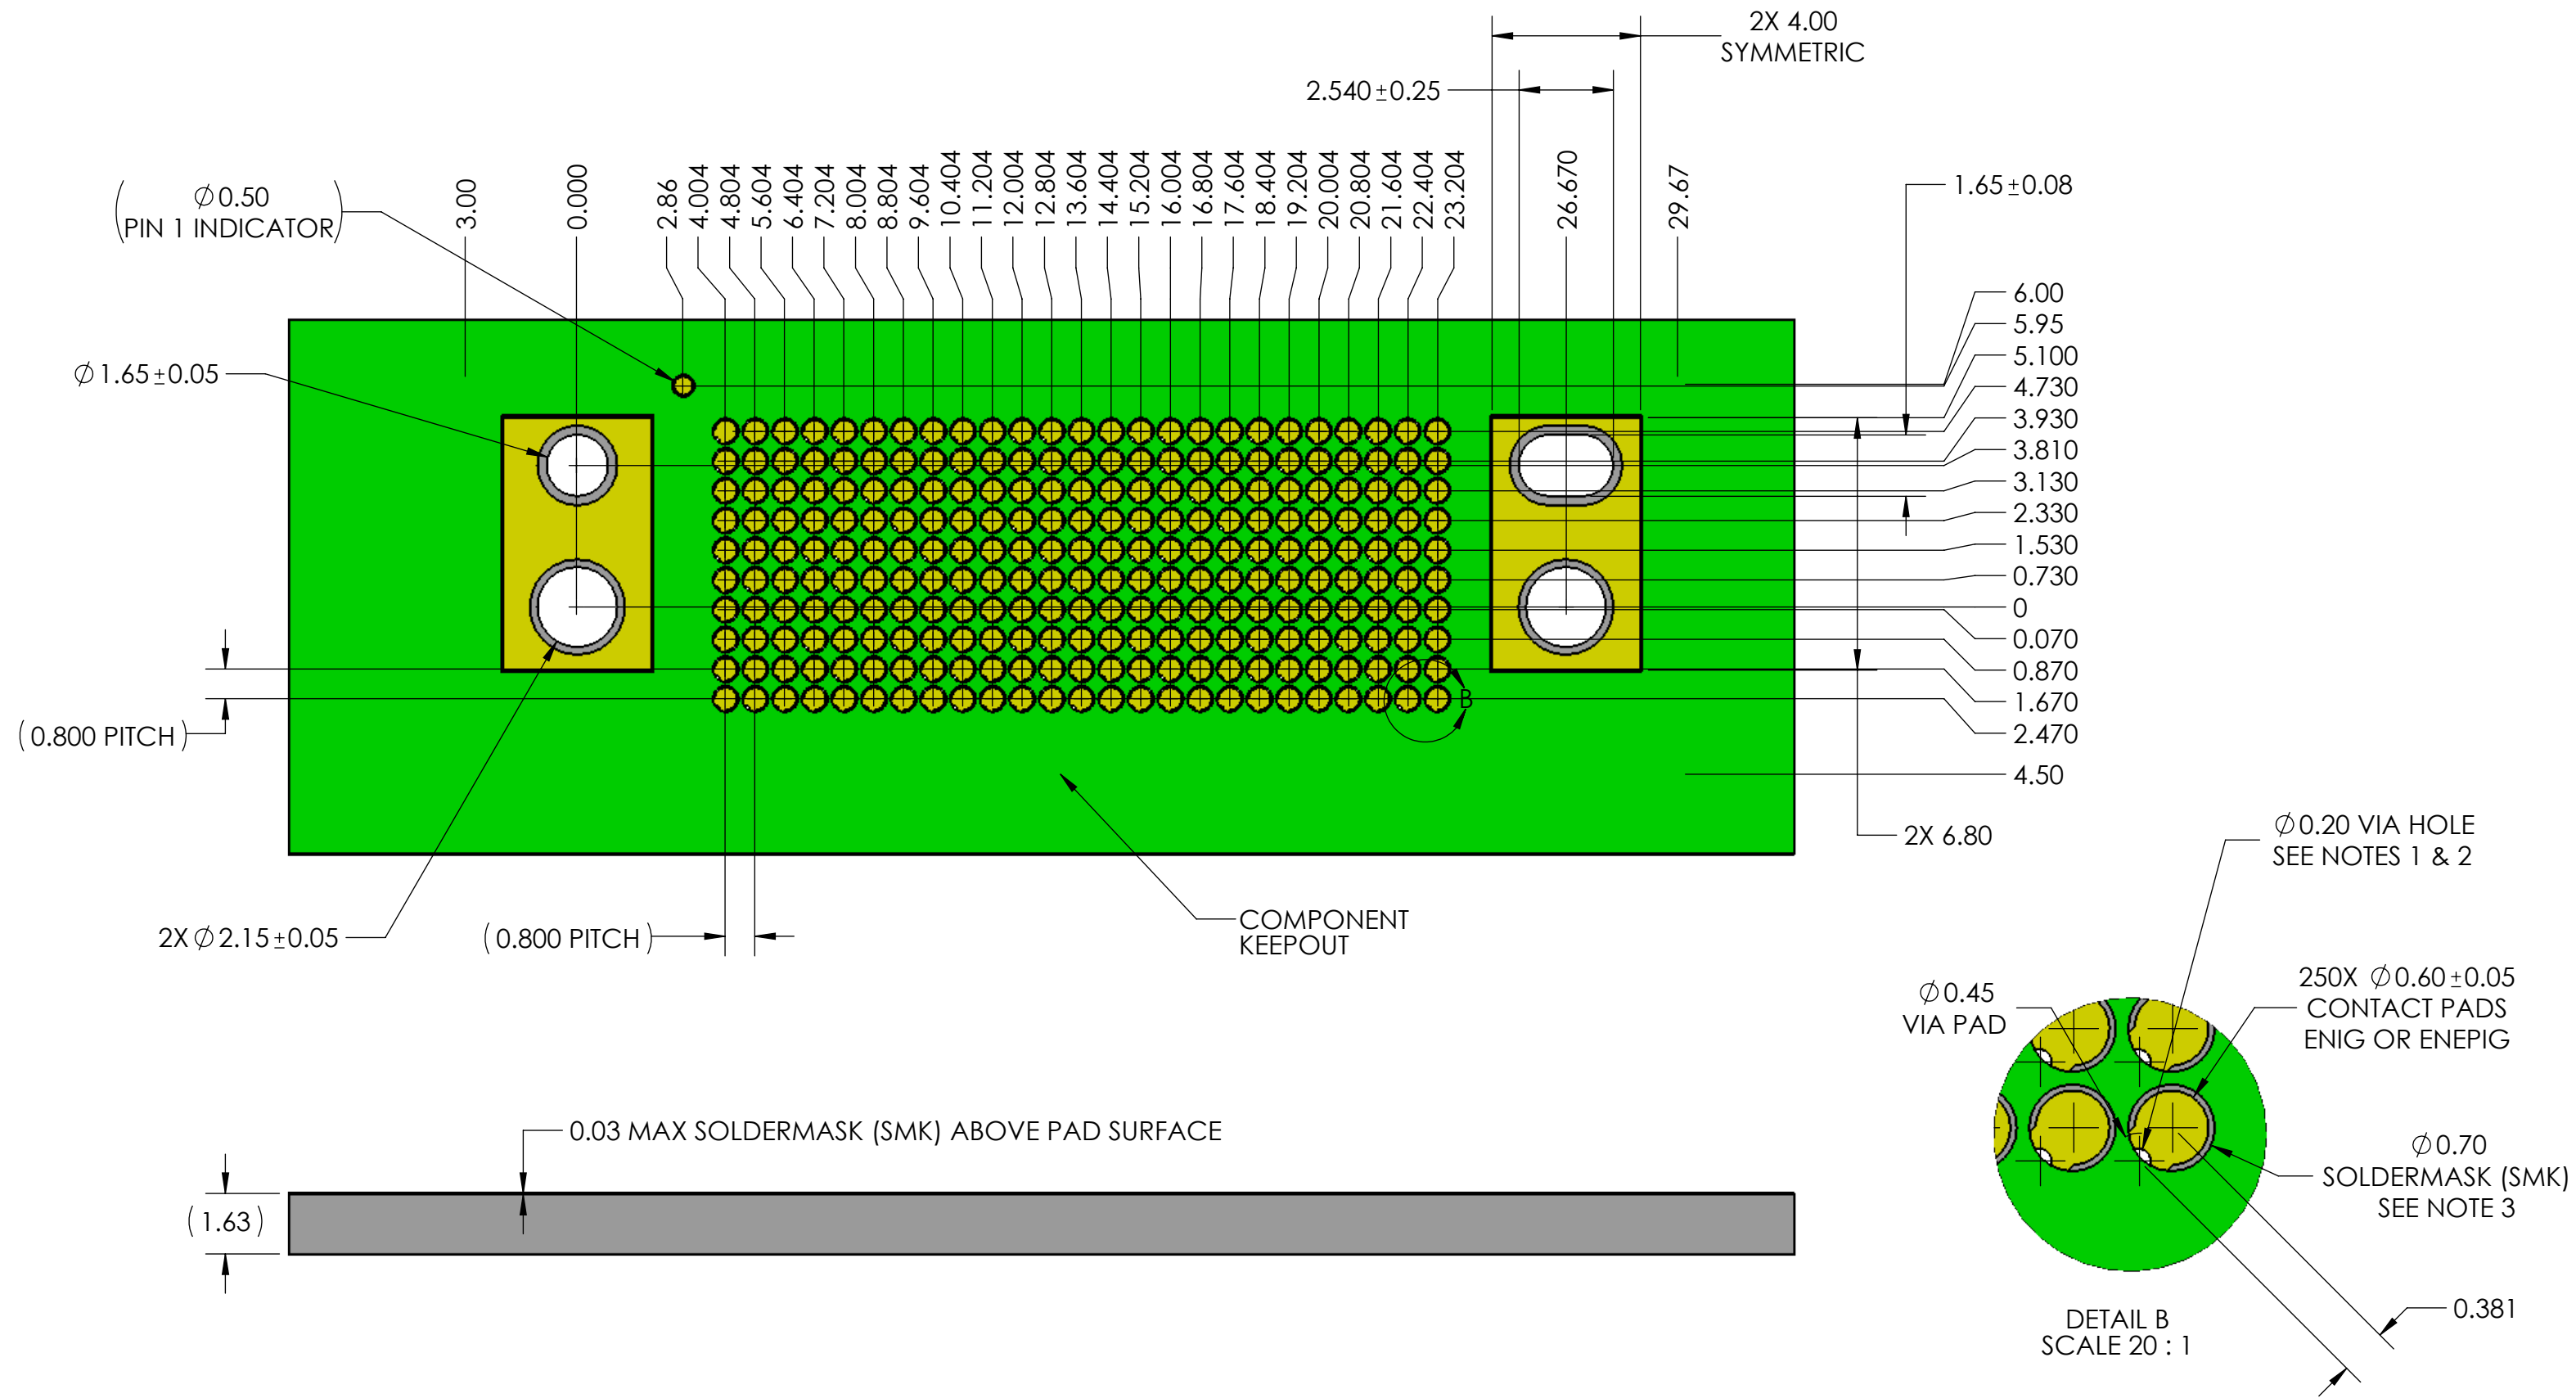 2X 4.00
SYMMETRIC
2.540±0.25
(∅0.50
PIN 1 INDICATOR)
3.00
0.000
2.86
4.004
4.804
5.604
6.404
7.204
8.004
8.804
9.604
10.404
11.204
12.004
12.804
13.604
14.404
15.204
16.004
16.804
17.604
18.404
19.204
20.004
20.804
21.604
22.404
23.204
26.670
29.67
1.65±0.08
6.00
5.95
5.100
4.730
3.930
3.810
3.130
2.330
1.530
0.730
0
0.070
0.870
1.670
2.470
4.50
∅1.65±0.05
B
(0.800 PITCH)
2X ∅2.15±0.05
(0.800 PITCH)
COMPONENT
KEEPOUT
2X 6.80
∅0.20 VIA HOLE
SEE NOTES 1 & 2
∅0.45
VIA PAD
250X ∅0.60±0.05
CONTACT PADS
ENIG OR ENEPIG
∅0.70
SOLDERMASK (SMK)
SEE NOTE 3
0.381
DETAIL B
SCALE 20 : 1
0.03 MAX SOLDERMASK (SMK) ABOVE PAD SURFACE
(1.63)